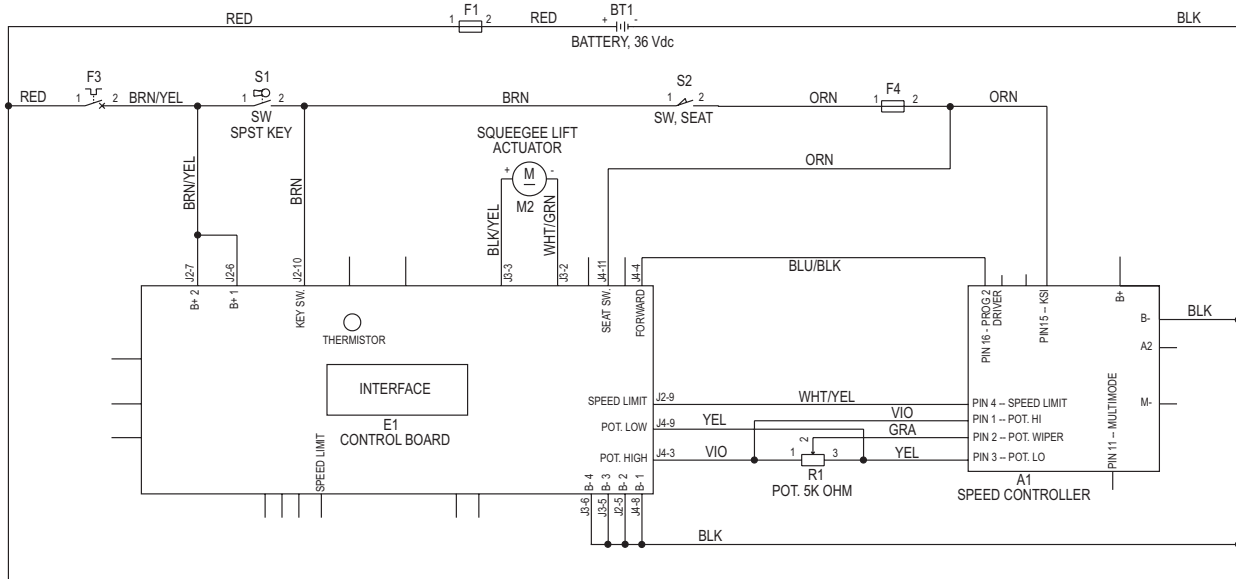 RED
F1
1 2
RED
BT1
+ -
BATTERY, 36 Vdc
BLK
RED
F3
1 2
BRN/YEL
S1
1 2
SW
SPST KEY
BRN
S2
1 2
SW, SEAT
ORN
F4
1 2
ORN
SQUEEGEE LIFT
ACTUATOR
+ -
M
M2
ORN
BRN/YEL
BRN
BLK/YEL
WHT/GRN
BLU/BLK
J2-7
J2-6
J2-10
J3-3
J3-2
J4-11
J4-4
B+ 2
B+ 1
KEY SW.
SEAT SW.
FORWARD
THERMISTOR
INTERFACE
E1
CONTROL BOARD
SPEED LIMIT
SPEED LIMIT
J2-9
POT. LOW
J4-9
POT. HIGH
J4-3
B- 4
B- 3
B- 2
B- 1
J3-6
J3-5
J2-5
J4-8
WHT/YEL
VIO
YEL
GRA
VIO
1 2 3
YEL
R1
POT. 5K OHM
PIN 16 - PROG 2
DRIVER
PIN15 -- KSI
B+
B-
BLK
A2
M-
PIN 4 -- SPEED LIMIT
PIN 1 -- POT. HI
PIN 2 -- POT. WIPER
PIN 3 -- POT. LO
PIN 11 -- MULTIMODE
A1
SPEED CONTROLLER
BLK